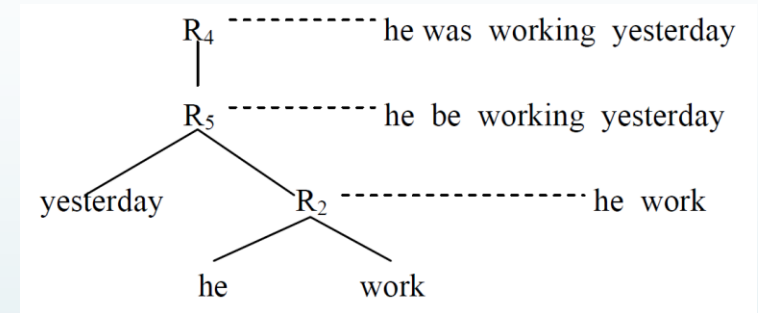 R4 he was working yesterday
R5 he be working yesterday
yesterday R2 he work
he work